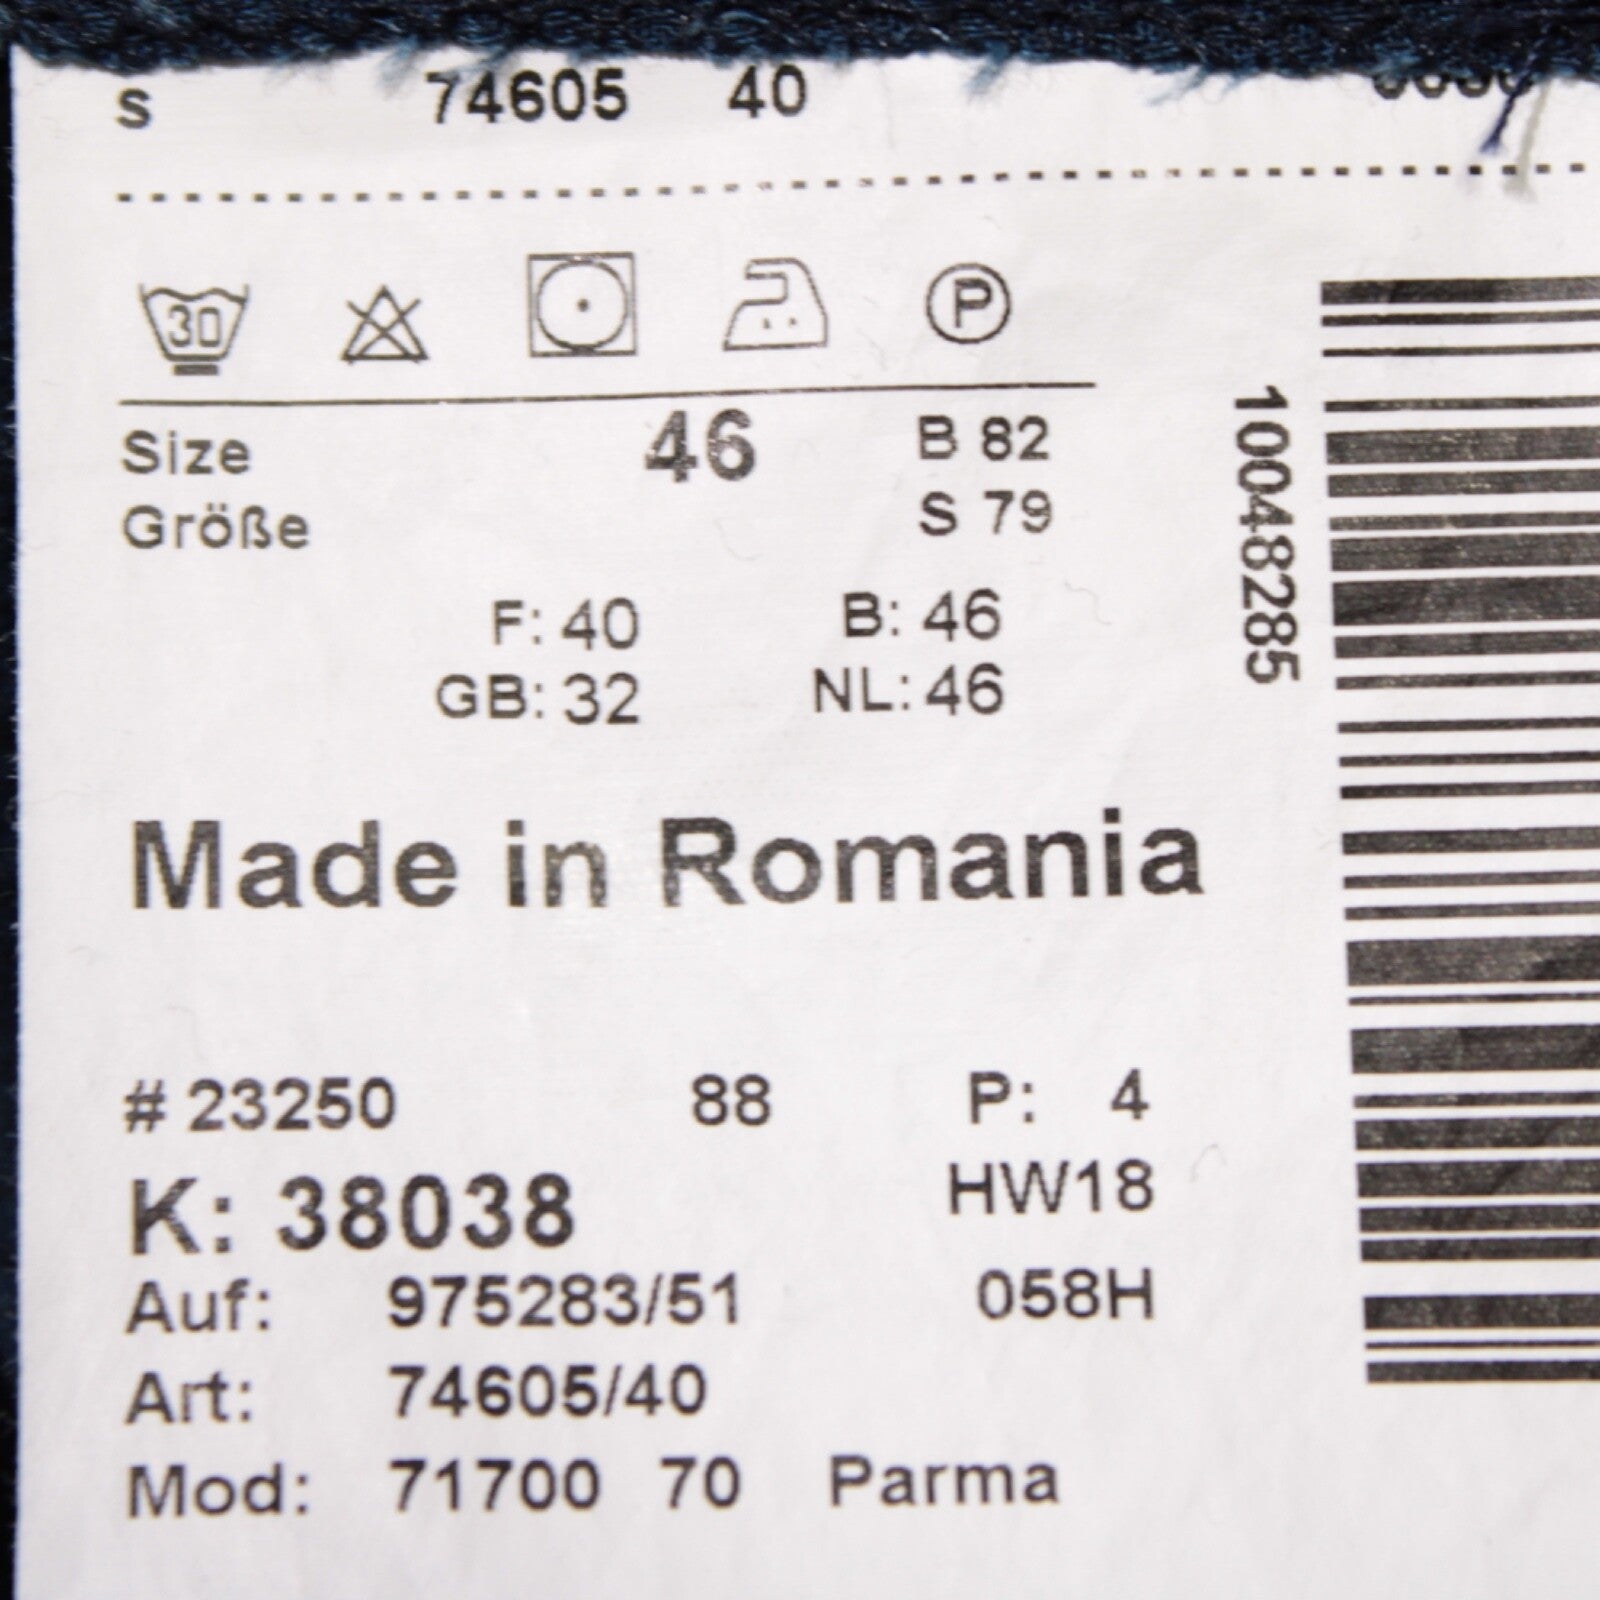 S 74605 40
30 P
Size 46 B 82
Größe S 79
F: 40 B: 46
GB: 32 NL: 46
Made in Romania
# 23250 88 P: 4
K: 38038 HW18
Auf: 975283/51 058H
Art: 74605/40
Mod: 71700 70 Parma
10048285